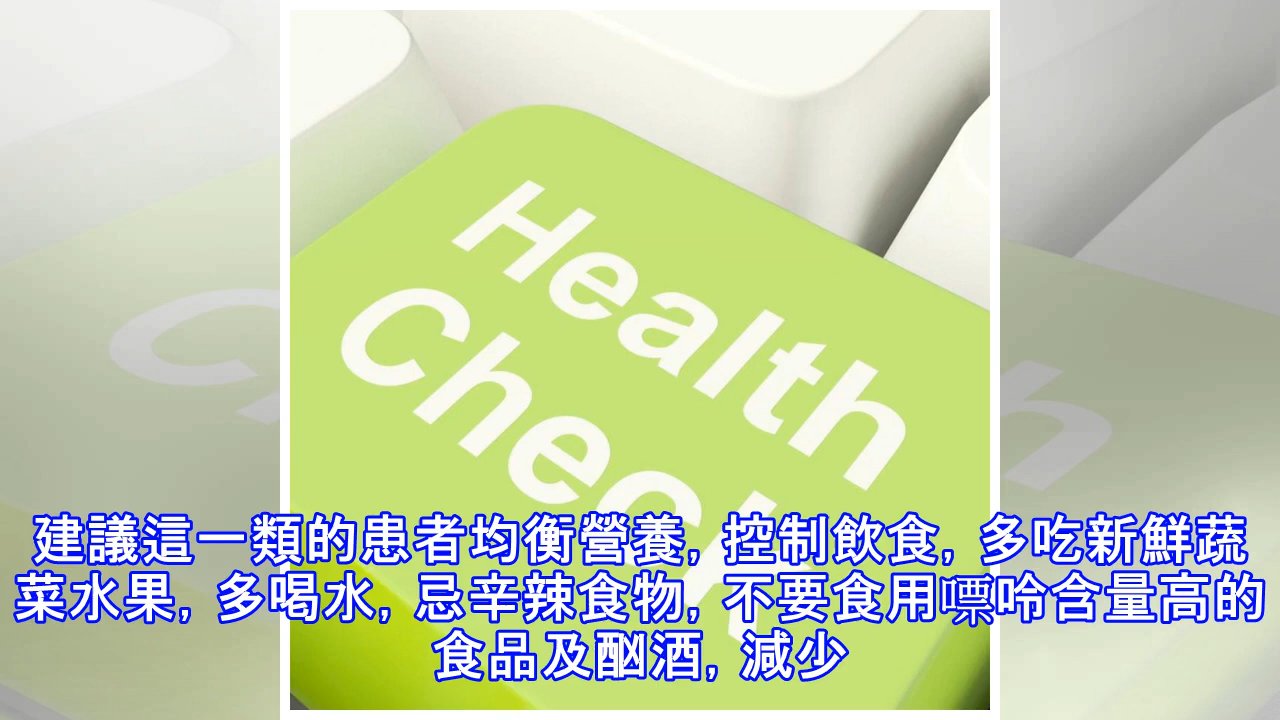 Health
Check
建議這一類的患者均衡營養, 控制飲食, 多吃新鮮蔬
菜水果, 多喝水, 忌辛辣食物, 不要食用嘌呤含量高的
食品及酗酒, 減少